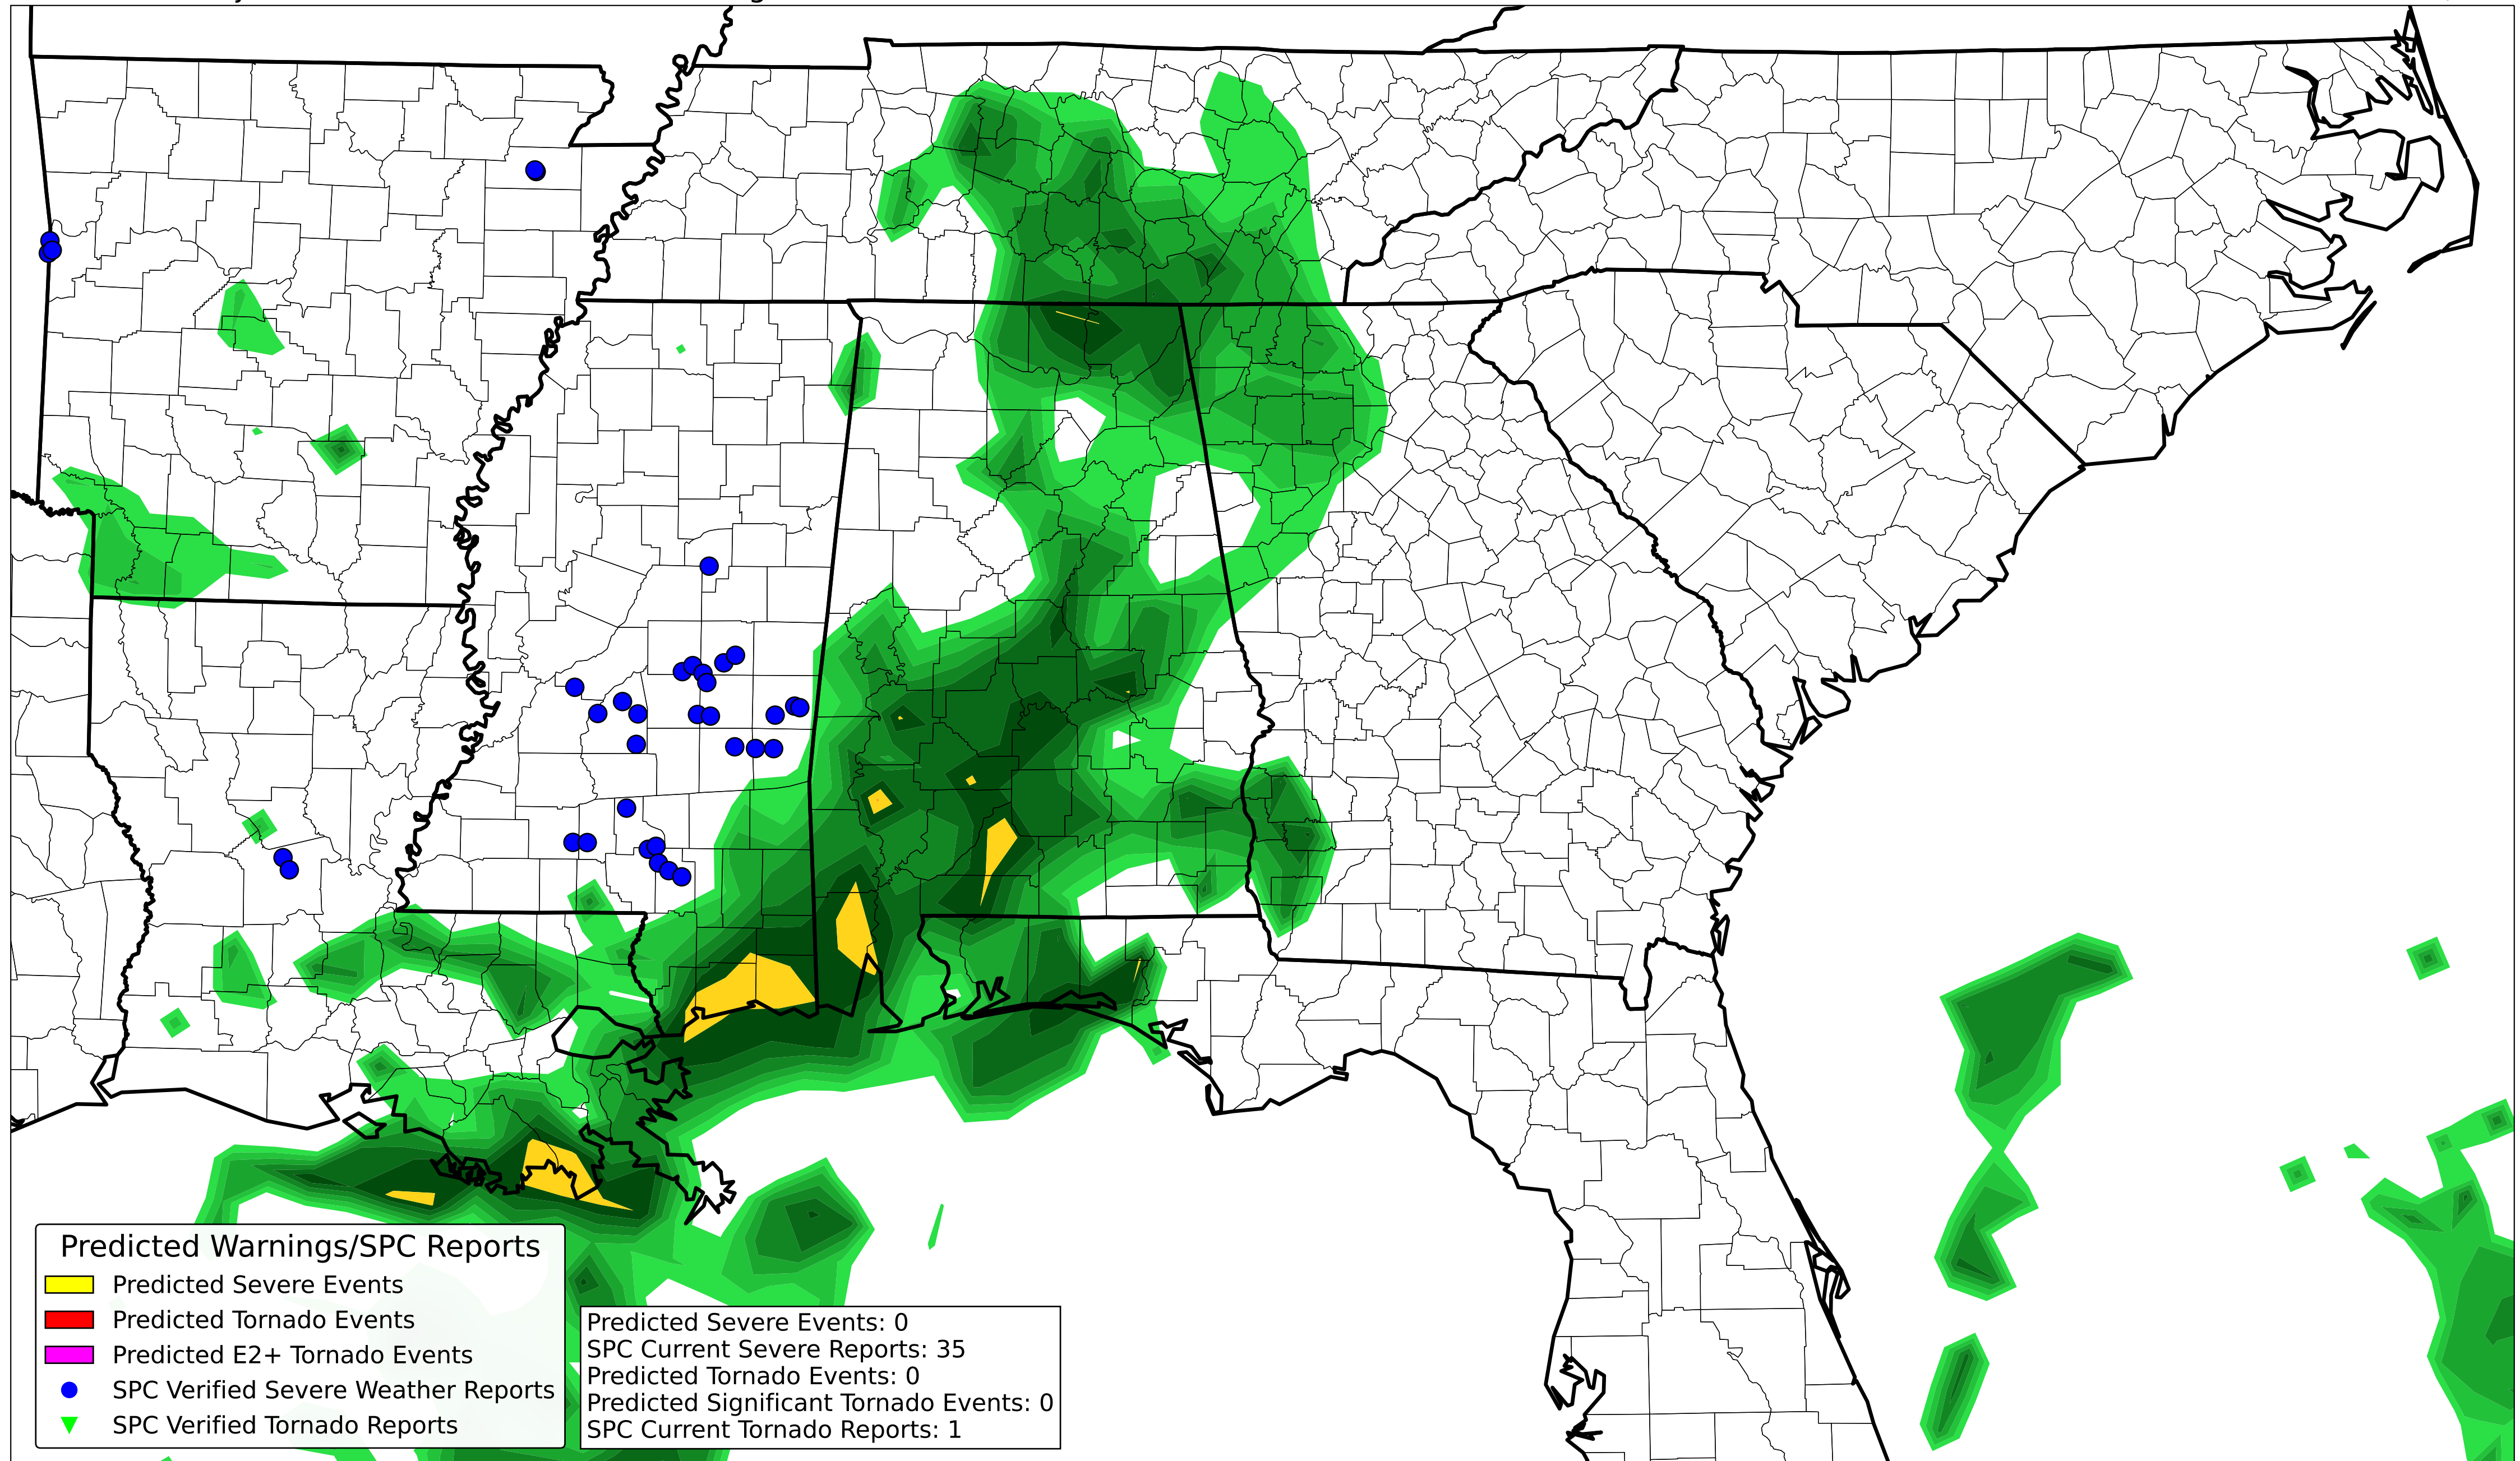 Predicted Warnings/SPC Reports
Predicted Severe Events
Predicted Tornado Events
Predicted E2+ Tornado Events
SPC Verified Severe Weather Reports
SPC Verified Tornado Reports
Predicted Severe Events: 0
SPC Current Severe Reports: 35
Predicted Tornado Events: 0
Predicted Significant Tornado Events: 0
SPC Current Tornado Reports: 1